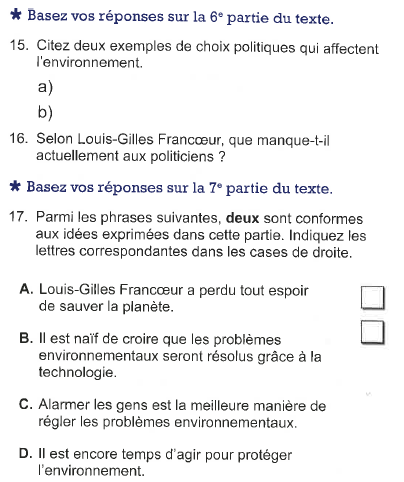 * Basez vos réponses sur la 6e partie du texte.
15. Citez deux exemples de choix politiques qui affectent
l'environnement.
a)
b)
16. Selon Louis-Gilles Francœur, que manque-t-il
actuellement aux politiciens ?
* Basez vos réponses sur la 7e partie du texte.
17. Parmi les phrases suivantes, deux sont conformes
aux idées exprimées dans cette partie. Indiquez les
lettres correspondantes dans les cases de droite.
A. Louis-Gilles Francœur a perdu tout espoir
de sauver la planète.
B. Il est naïf de croire que les problèmes
environnementaux seront résolus grâce à la
technologie.
C. Alarmer les gens est la meilleure manière de
régler les problèmes environnementaux.
D. Il est encore temps d'agir pour protéger
l'environnement.